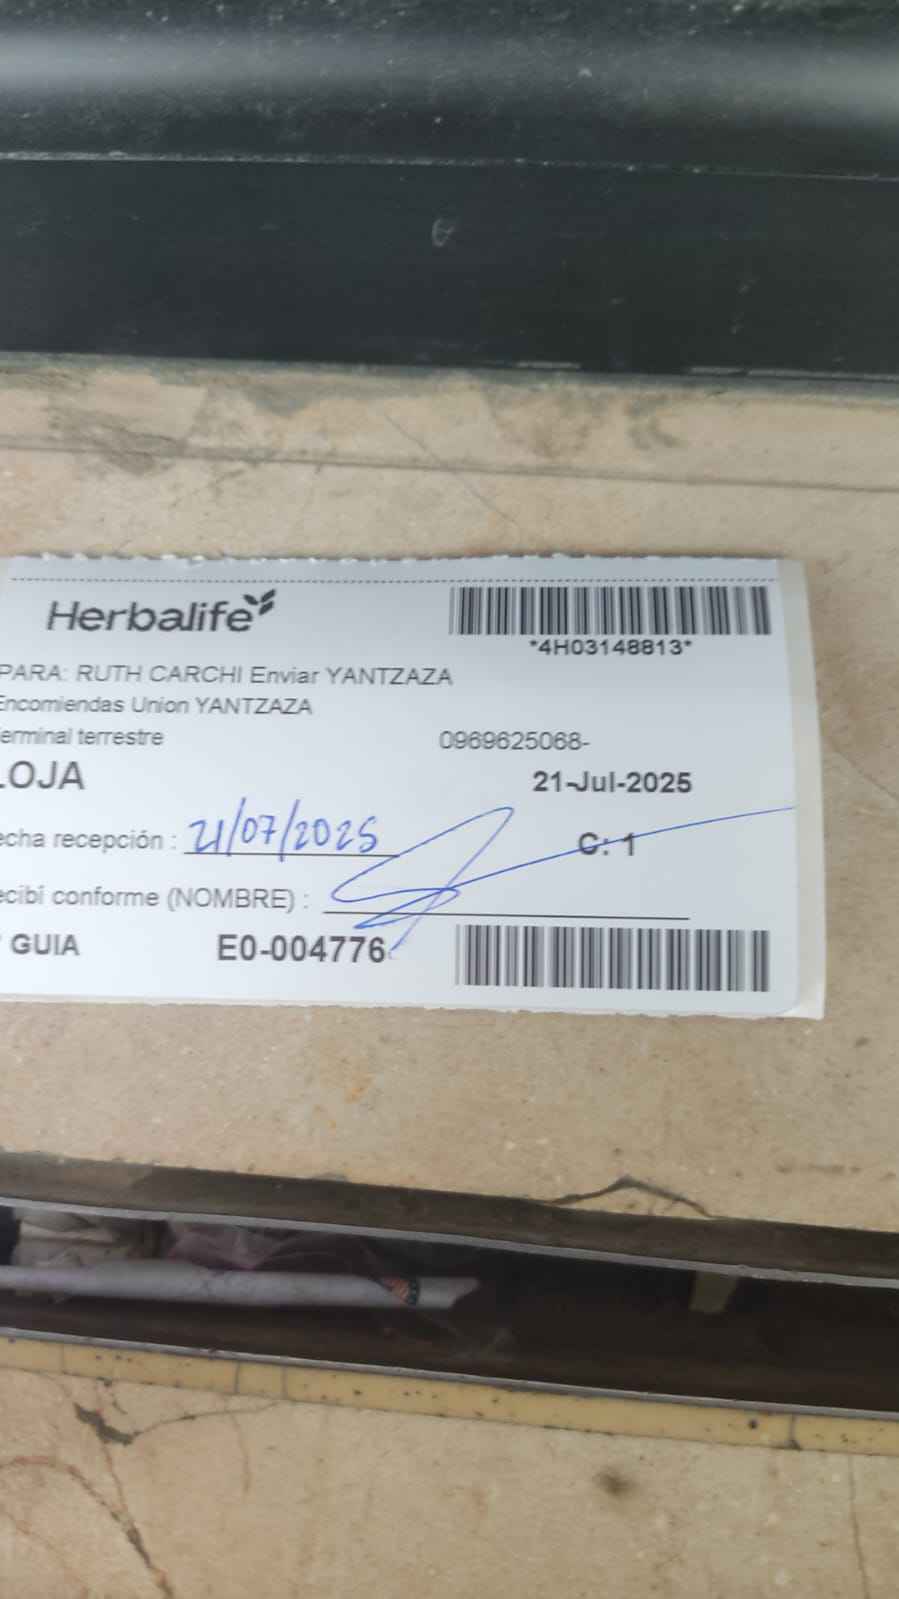 Herbalife
*4H03148813*
PARA: RUTH CARCHI Enviar YANTZAZA
Encomiendas Union YANTZAZA
erminal terrestre
0969625068-
LOJA
21-Jul-2025
echa recepción : 21/07/2025
C: 1
ecibí conforme (NOMBRE) :
GUIA E0-004776